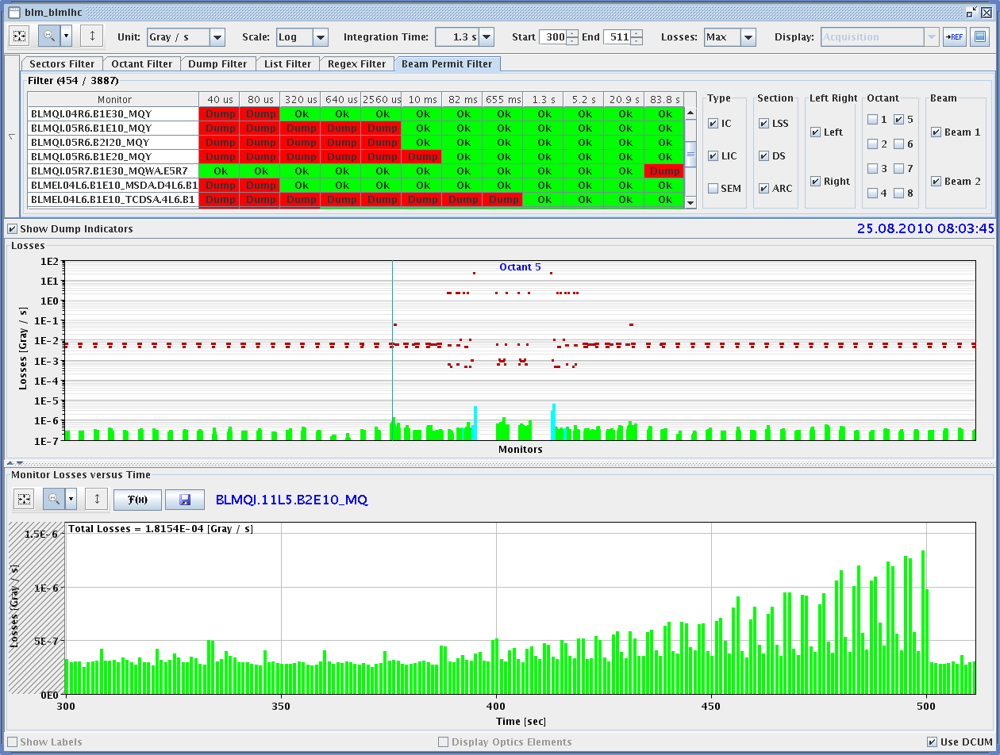 blm_blmlhc
Unit: Gray / s Scale: Log Integration Time: 1.3 s Start 300 End 511 Losses: Max Display: Acquisition →REF
Sectors Filter Octant Filter Dump Filter List Filter Regex Filter Beam Permit Filter
Filter (454 / 3887)
Monitor 40 us 80 us 320 us 640 us 2560 us 10 ms 82 ms 655 ms 1.3 s 5.2 s 20.9 s 83.8 s
BLMQI.04R6.B1E30_MQY Dump Dump Ok Ok Ok Ok Ok Ok Ok Ok Ok Ok
BLMQI.05R6.B1E10_MQY Dump Dump Dump Dump Dump Ok Ok Ok Ok Ok Ok Ok
BLMQI.05R6.B2I20_MQY Dump Dump Dump Dump Dump Ok Ok Ok Ok Ok Ok Ok
BLMQI.05R6.B1E20_MQY Dump Dump Dump Dump Dump Dump Ok Ok Ok Ok Ok Ok
BLMQI.05R7.B1E30_MQWA.E5R7 Ok Ok Ok Ok Ok Ok Ok Ok Ok Ok Ok Dump
BLMEI.04L6.B1E10_MSDA.D4L6.B1 Dump Dump Ok Ok Ok Ok Ok Ok Ok Ok Ok Ok
BLMEI.04L6.B1E10_TCDSA.4L6.B1 Dump Dump Dump Dump Dump Dump Dump Dump Ok Ok Ok Ok
Type Section Left Right Octant Beam
IC LSS Left 1 5 Beam 1
LIC DS 2 6
3 7
SEM ARC Right 4 8 Beam 2
Show Dump Indicators 25.08.2010 08:03:45
Losses
Octant 5
Losses [Gray / s]
1E2
1E1
1E0
1E-1
1E-2
1E-3
1E-4
1E-5
1E-6
1E-7
Monitors
Monitor Losses versus Time
F(x) BLMQI.11L5.B2E10_MQ
Total Losses = 1.8154E-04 [Gray / s]
Losses [Gray / s]
1.5E-6
1E-6
5E-7
0E0
300 350 400 450 500
Time [sec]
Show Labels Display Optics Elements Use DCUM